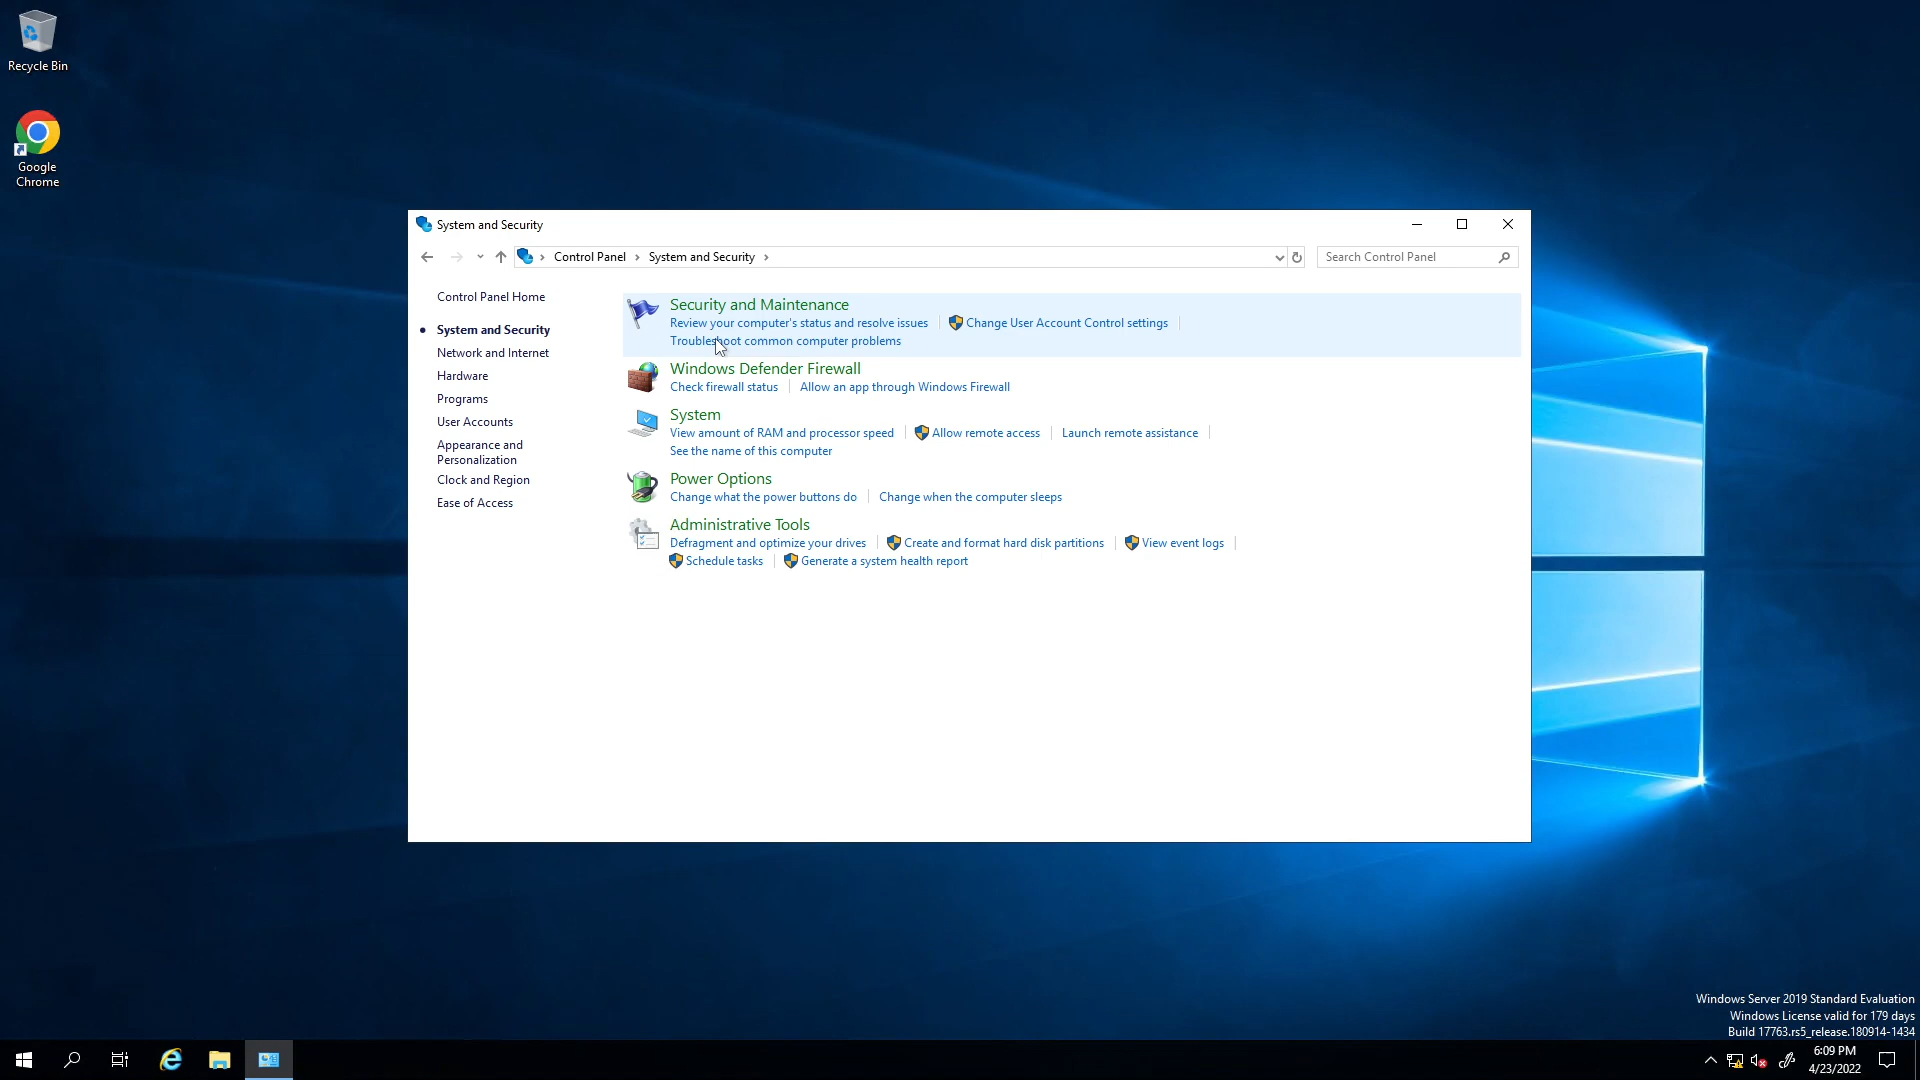 Recycle Bin
Google
Chrome
System and Security
Control Panel
System and Security
Search Control Panel
Control Panel Home
System and Security
Network and Internet
Hardware
Programs
User Accounts
Appearance and
Personalization
Clock and Region
Ease of Access
Security and Maintenance
Review your computer's status and resolve issues
Change User Account Control settings
Troubleshoot common computer problems
Windows Defender Firewall
Check firewall status
Allow an app through Windows Firewall
System
View amount of RAM and processor speed
Allow remote access
Launch remote assistance
See the name of this computer
Power Options
Change what the power buttons do
Change when the computer sleeps
Administrative Tools
Defragment and optimize your drives
Create and format hard disk partitions
View event logs
Schedule tasks
Generate a system health report
Windows Server 2019 Standard Evaluation
Windows License valid for 179 days
Build 17763.rs5_release.180914-1434
6:09 PM
4/23/2022